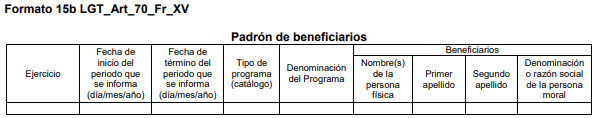 Formato 15b LGT_Art_70_Fr_XV
Padrón de beneficiarios
Ejercicio
Fecha de
inicio del
periodo que
se informa
(día/mes/año)
Fecha de
término del
periodo que
se informa
(día/mes/año)
Tipo de
programa
(catálogo)
Denominación
del Programa
Beneficiarios
Nombre(s)
de la
persona
física
Primer
apellido
Segundo
apellido
Denominación
o razón social
de la persona
moral